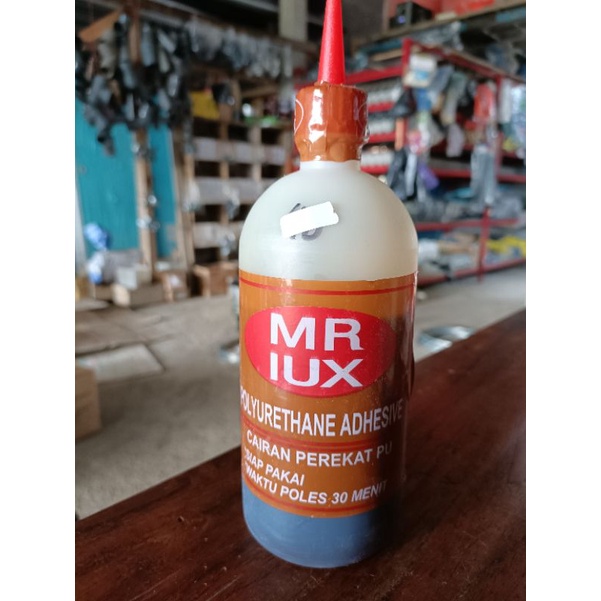 MR
IUX
POLYURETHANE ADHESIVE
CAIRAN PEREKAT PU
SIAP PAKAI
WAKTU POLES 30 MENIT